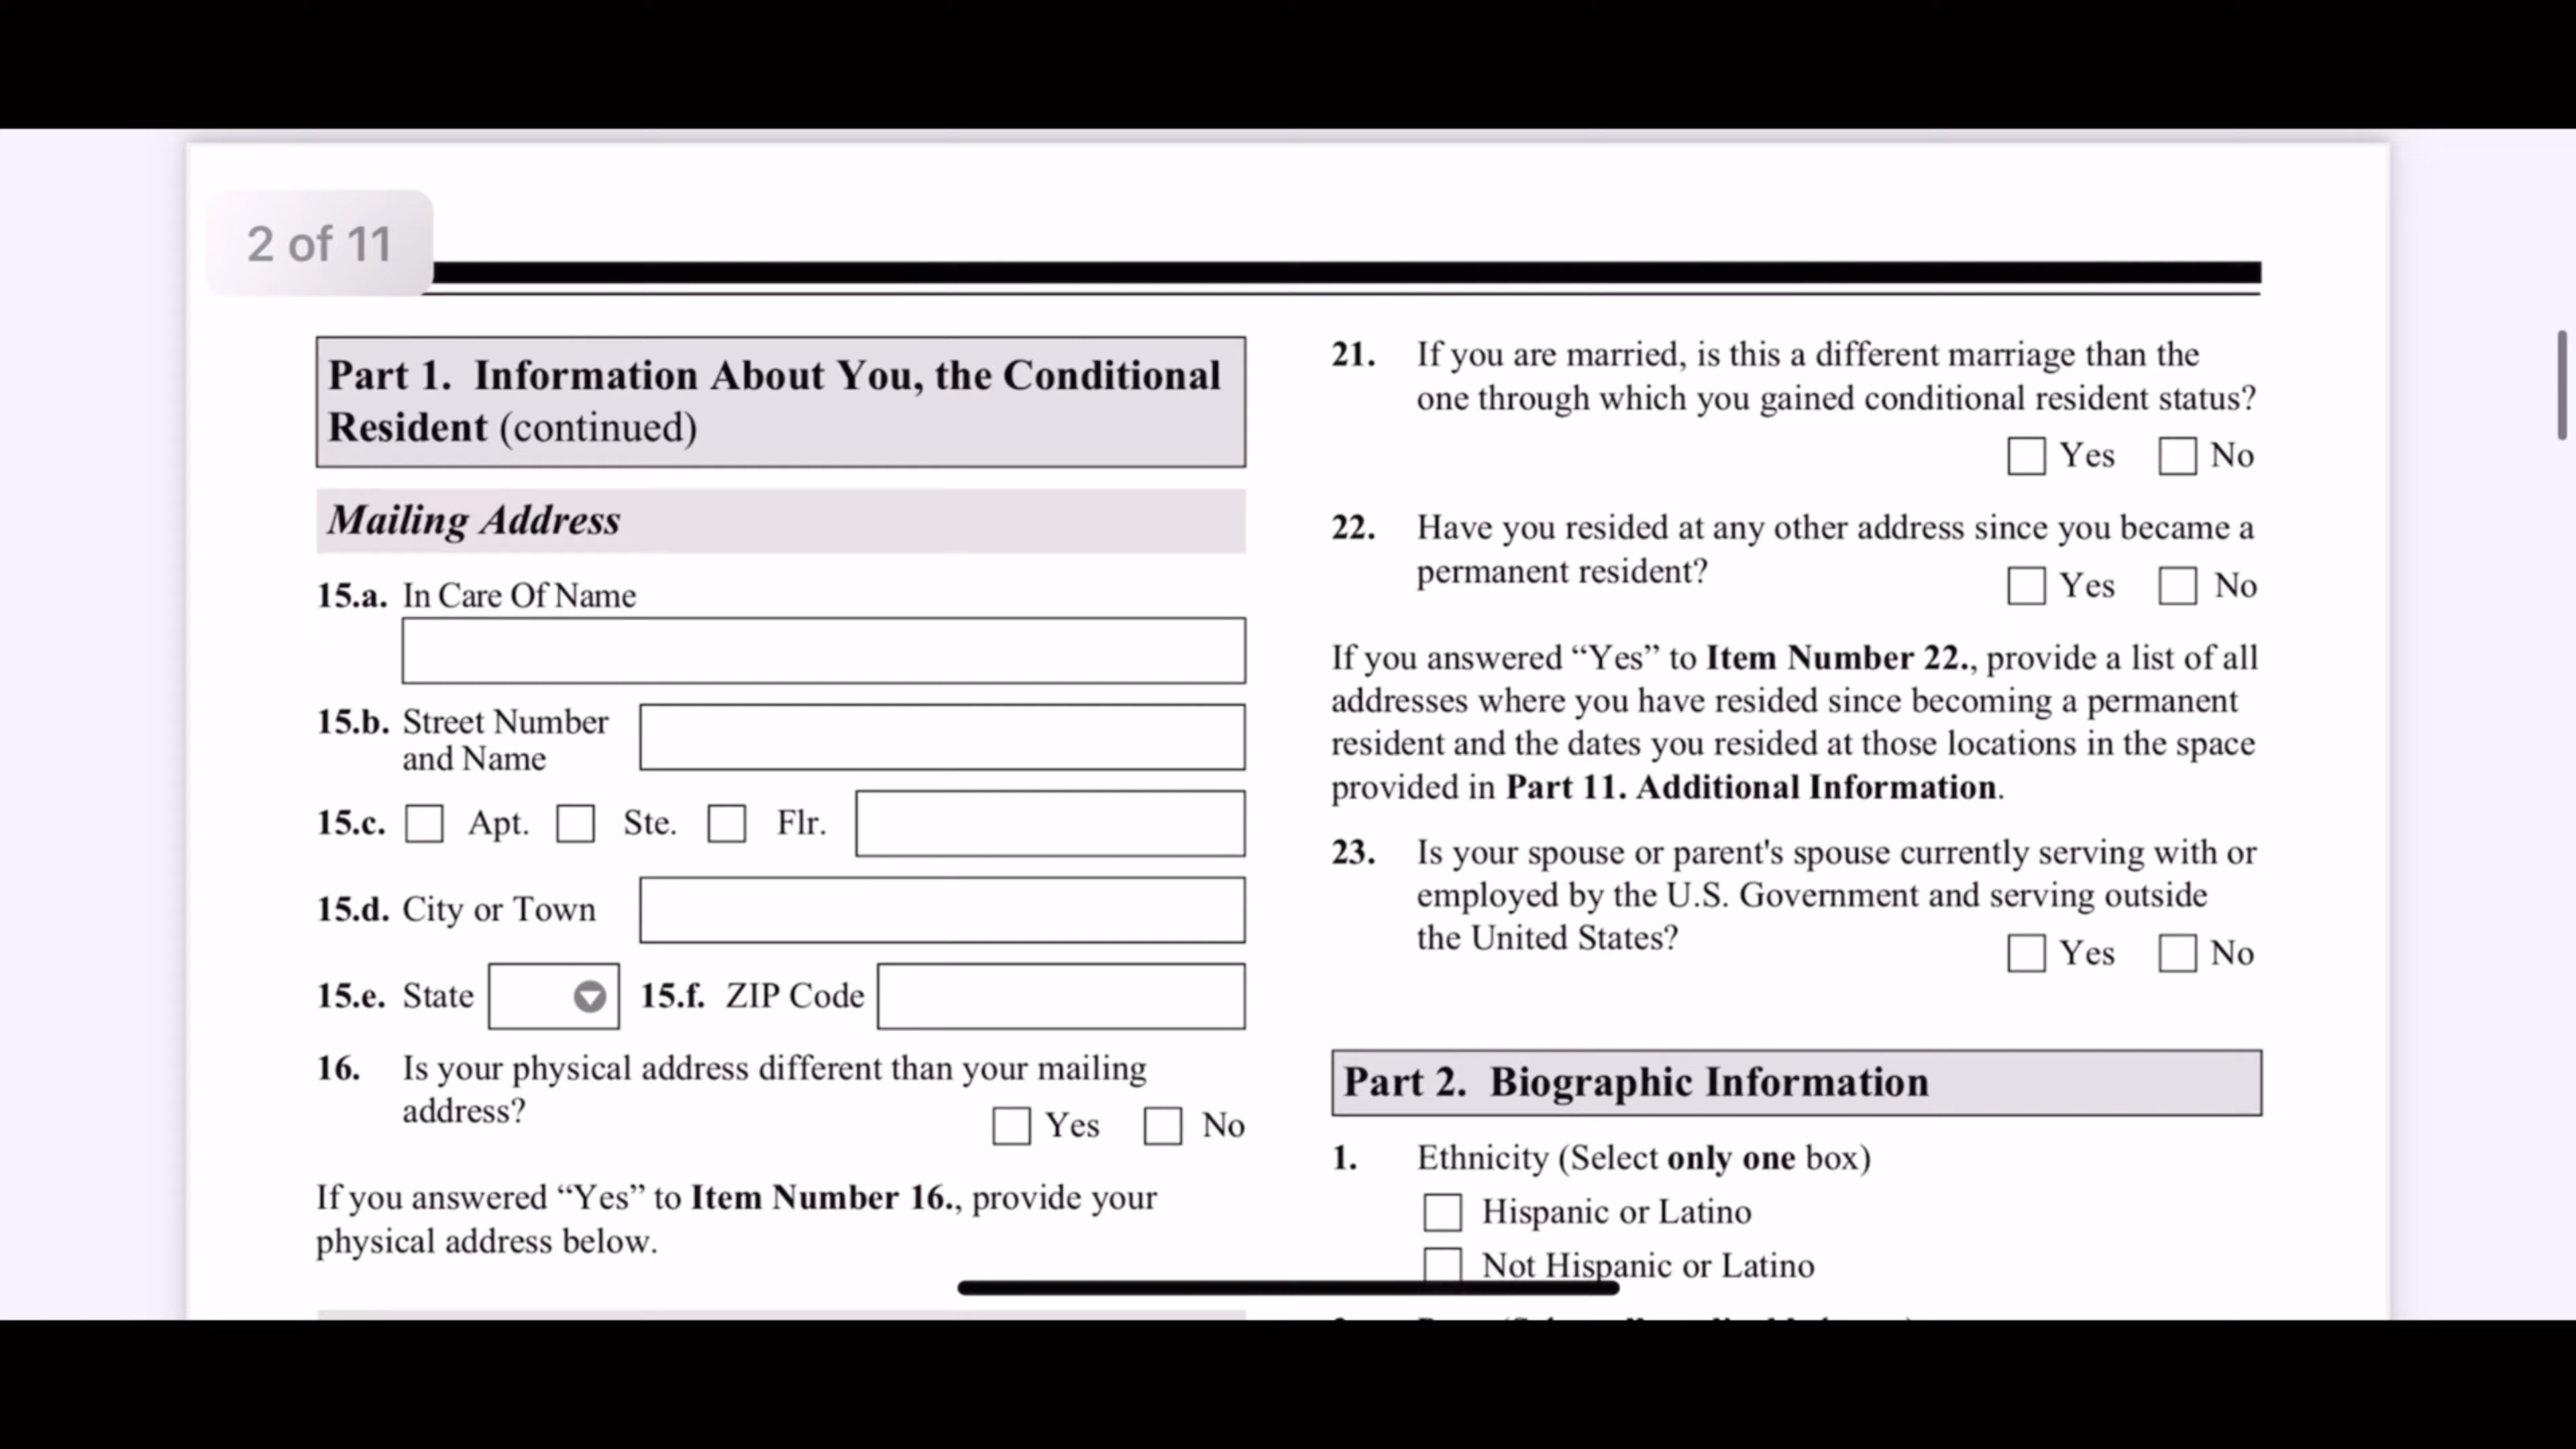 2 of 11
Part 1. Information About You, the Conditional
Resident (continued)
Mailing Address
15.a. In Care Of Name
15.b. Street Number
and Name
15.c. Apt. Ste. Flr.
15.d. City or Town
15.e. State 15.f. ZIP Code
16. Is your physical address different than your mailing
address? Yes No
If you answered “Yes” to Item Number 16., provide your
physical address below.
21. If you are married, is this a different marriage than the
one through which you gained conditional resident status?
Yes No
22. Have you resided at any other address since you became a
permanent resident? Yes No
If you answered “Yes” to Item Number 22., provide a list of all
addresses where you have resided since becoming a permanent
resident and the dates you resided at those locations in the space
provided in Part 11. Additional Information.
23. Is your spouse or parent's spouse currently serving with or
employed by the U.S. Government and serving outside
the United States? Yes No
Part 2. Biographic Information
1. Ethnicity (Select only one box)
Hispanic or Latino
Not Hispanic or Latino